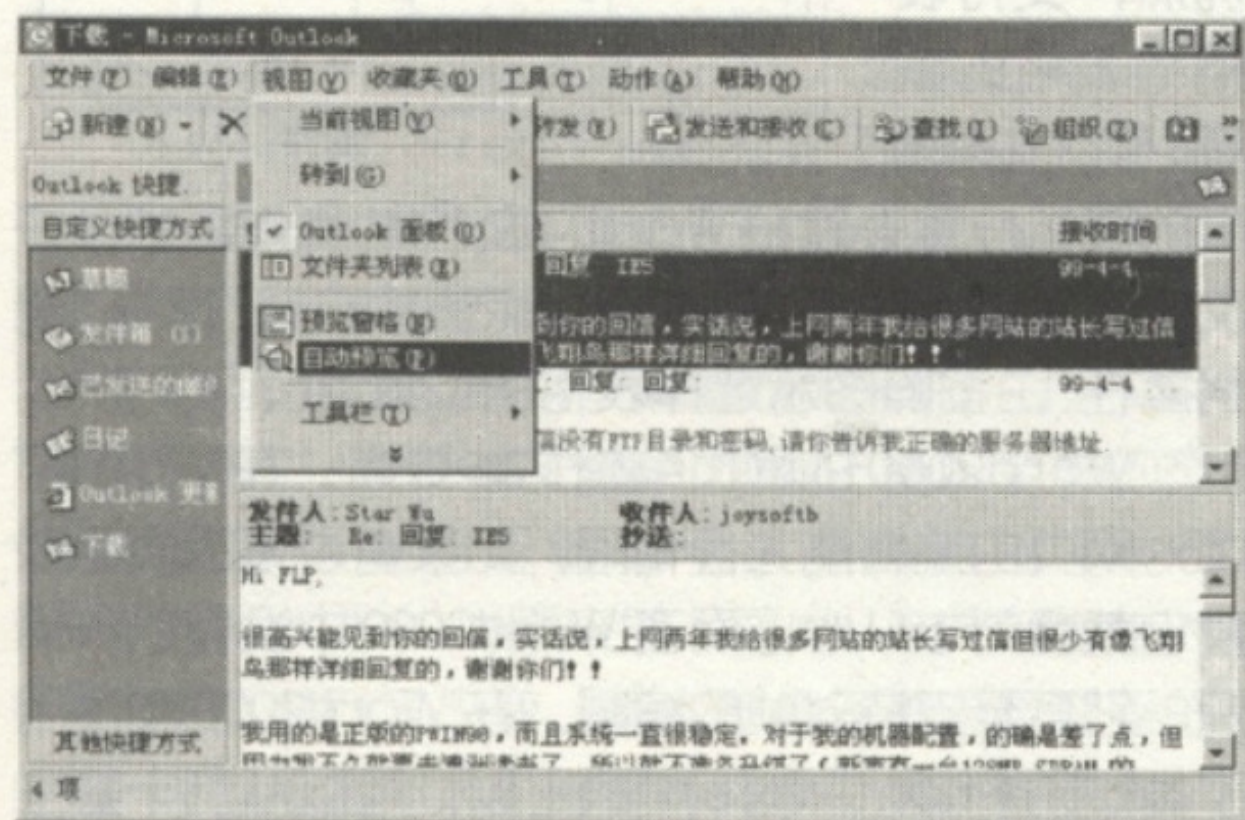 下载 - Microsoft Outlook
文件(F) 编辑(E) 视图(V) 收藏夹(O) 工具(T) 动作(A) 帮助(H)
新建(N) 转发(W) 发送和接收(C) 查找(I) 组织(Z)
当前视图(V)
转到(G)
Outlook 面板(O)
文件夹列表(E)
预览窗格(N)
自动预览(P)
工具栏(T)
Outlook 快捷
自定义快捷方式
草稿
发件箱 (1)
已发送的邮件
日记
Outlook 更新
下载
其他快捷方式
接收时间
回复: IE5 99-4-4
到你的回信，实话说，上网两年我给很多网站的站长写过信
飞翔鸟那样详细回复的，谢谢你们！！
: 回复: 回复: 99-4-4 ...
信没有FTP目录和密码,请你告诉我正确的服务器地址.
发件人: Star Wu 收件人: joysoftb
主题: Re: 回复: IE5 抄送:
Hi FLP,
很高兴能见到你的回信，实话说，上网两年我给很多网站的站长写过信但很少有像飞翔
鸟那样详细回复的，谢谢你们！！
我用的是正版的PWIN98，而且系统一直很稳定。对于我的机器配置，的确是差了点，但
4 项